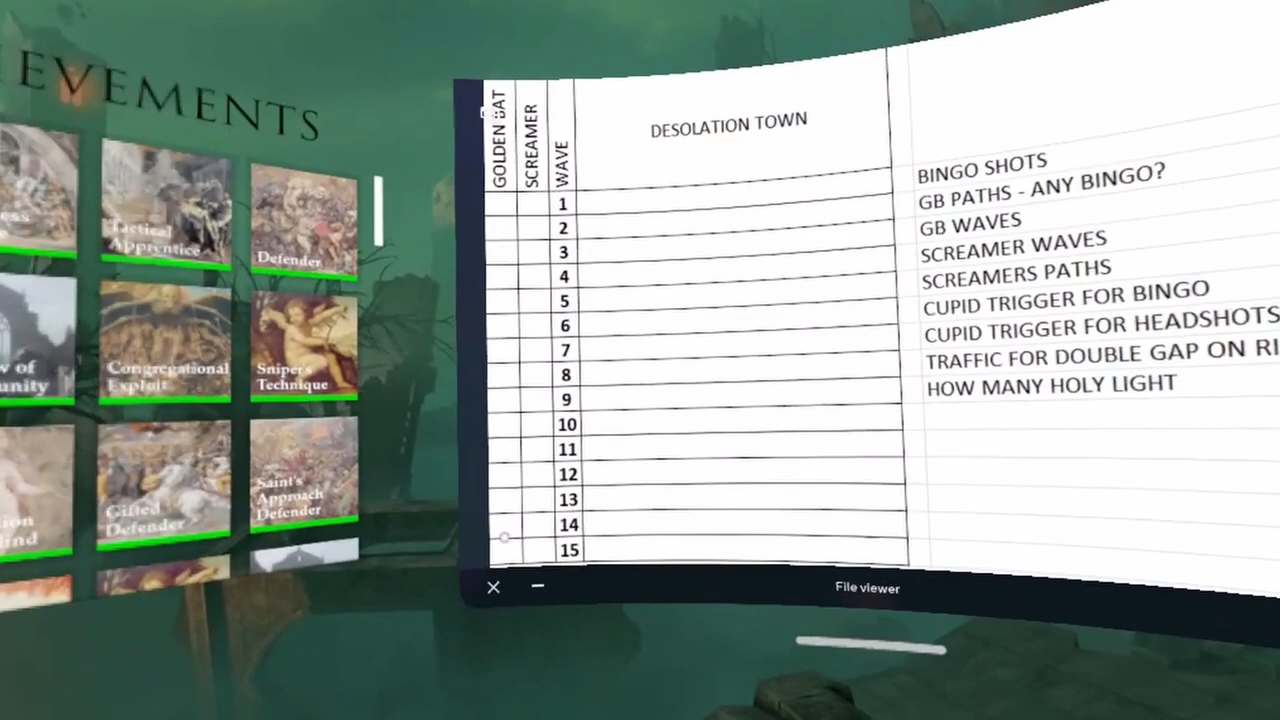 EVEMENTS
Tactical
Apprentice
Defender
Congregational
Exploit
Sniper's
Technique
Gifted
Defender
Saint's
Approach
Defender
GOLDEN BAT
SCREAMER
WAVE
DESOLATION TOWN
1
2
3
4
5
6
7
8
9
10
11
12
13
14
15
BINGO SHOTS
GB PATHS - ANY BINGO?
GB WAVES
SCREAMER WAVES
SCREAMERS PATHS
CUPID TRIGGER FOR BINGO
CUPID TRIGGER FOR HEADSHOTS
TRAFFIC FOR DOUBLE GAP ON RI
HOW MANY HOLY LIGHT
File viewer